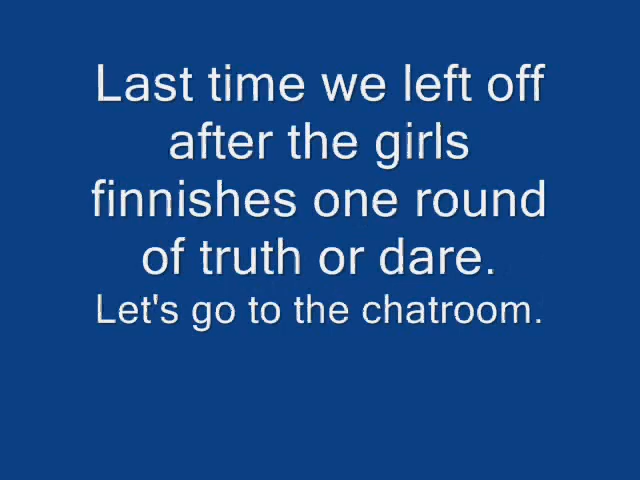 Last time we left off
after the girls
finnishes one round
of truth or dare.
Let's go to the chatroom.